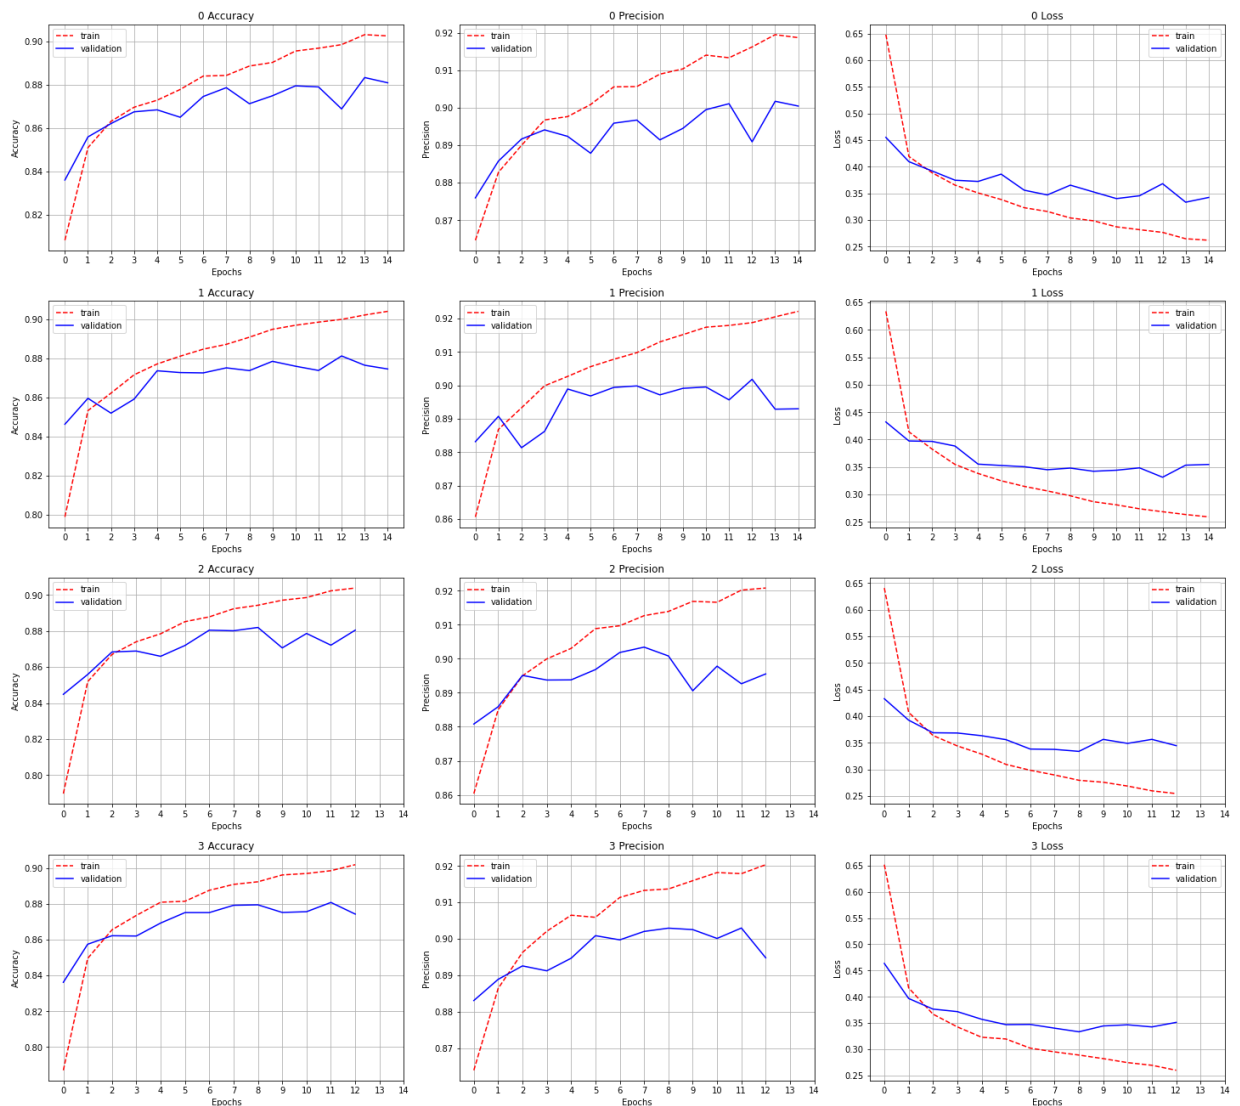 0 Accuracy
train
validation
Accuracy
0.90
0.88
0.86
0.84
0.82
0 1 2 3 4 5 6 7 8 9 10 11 12 13 14
Epochs
0 Precision
train
validation
Precision
0.92
0.91
0.90
0.89
0.88
0.87
0 1 2 3 4 5 6 7 8 9 10 11 12 13 14
Epochs
0 Loss
train
validation
Loss
0.65
0.60
0.55
0.50
0.45
0.40
0.35
0.30
0.25
0 1 2 3 4 5 6 7 8 9 10 11 12 13 14
Epochs
1 Accuracy
train
validation
Accuracy
0.90
0.88
0.86
0.84
0.82
0.80
0 1 2 3 4 5 6 7 8 9 10 11 12 13 14
Epochs
1 Precision
train
validation
Precision
0.92
0.91
0.90
0.89
0.88
0.87
0.86
0 1 2 3 4 5 6 7 8 9 10 11 12 13 14
Epochs
1 Loss
train
validation
Loss
0.65
0.60
0.55
0.50
0.45
0.40
0.35
0.30
0.25
0 1 2 3 4 5 6 7 8 9 10 11 12 13 14
Epochs
2 Accuracy
train
validation
Accuracy
0.90
0.88
0.86
0.84
0.82
0.80
0 1 2 3 4 5 6 7 8 9 10 11 12 13 14
Epochs
2 Precision
train
validation
Precision
0.92
0.91
0.90
0.89
0.88
0.87
0.86
0 1 2 3 4 5 6 7 8 9 10 11 12 13 14
Epochs
2 Loss
train
validation
Loss
0.65
0.60
0.55
0.50
0.45
0.40
0.35
0.30
0.25
0 1 2 3 4 5 6 7 8 9 10 11 12 13 14
Epochs
3 Accuracy
train
validation
Accuracy
0.90
0.88
0.86
0.84
0.82
0.80
0 1 2 3 4 5 6 7 8 9 10 11 12 13 14
Epochs
3 Precision
train
validation
Precision
0.92
0.91
0.90
0.89
0.88
0.87
0 1 2 3 4 5 6 7 8 9 10 11 12 13 14
Epochs
3 Loss
train
validation
Loss
0.65
0.60
0.55
0.50
0.45
0.40
0.35
0.30
0.25
0 1 2 3 4 5 6 7 8 9 10 11 12 13 14
Epochs